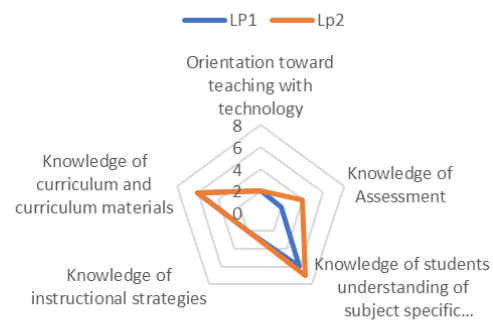 LP1 Lp2
Orientation toward
teaching with
technology
8
6
4
2
0
Knowledge of
Assessment
Knowledge of students
understanding of
subject specific...
Knowledge of
instructional strategies
Knowledge of
curriculum and
curriculum materials